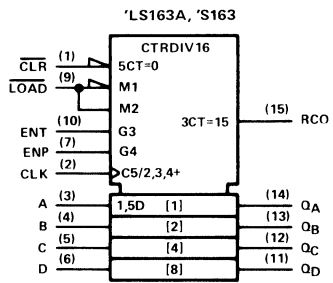 'LS163A, 'S163
CTRDIV16
CLR (1) 5CT=0
LOAD (9) M1
M2
3CT=15 (15) RCO
ENT (10) G3
ENP (7) G4
CLK (2) C5/2,3,4+
A (3) 1,5D [1] (14) QA
B (4) [2] (13) QB
C (5) [4] (12) QC
D (6) [8] (11) QD